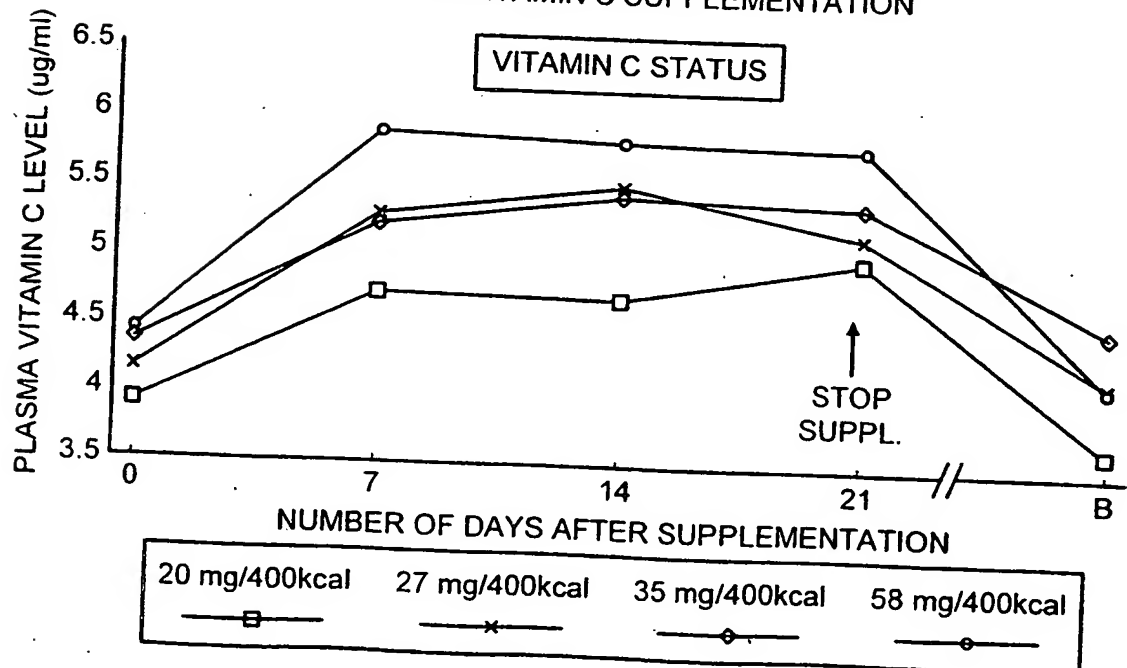 VITAMIN C SUPPLEMENTATION
VITAMIN C STATUS
PLASMA VITAMIN C LEVEL (ug/ml)
6.5
6
5.5
5
4.5
4
3.5
STOP
SUPPL.
0 7 14 21 B
NUMBER OF DAYS AFTER SUPPLEMENTATION
20 mg/400kcal 27 mg/400kcal 35 mg/400kcal 58 mg/400kcal